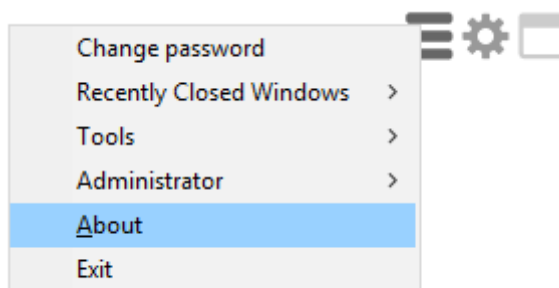 Change password
Recently Closed Windows
Tools
Administrator
About
Exit